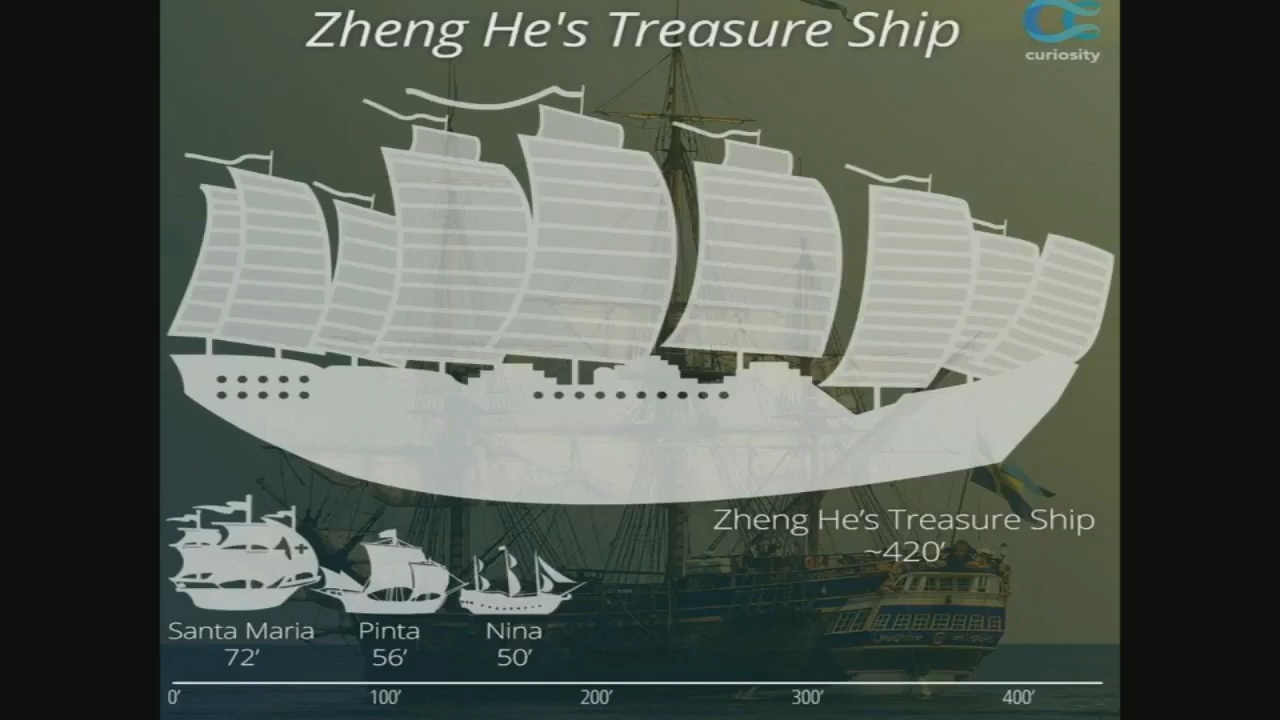 Zheng He's Treasure Ship
curiosity
Zheng He's Treasure Ship
~420'
Santa Maria
72'
Pinta
56'
Nina
50'
0' 100' 200' 300' 400'